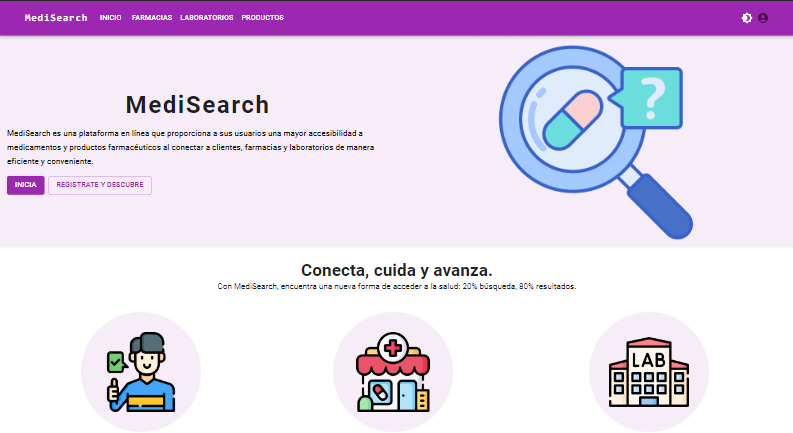 MediSearch INICIO FARMACIAS LABORATORIOS PRODUCTOS
MediSearch
MediSearch es una plataforma en línea que proporciona a sus usuarios una mayor accesibilidad a
medicamentos y productos farmacéuticos al conectar a clientes, farmacias y laboratorios de manera
eficiente y conveniente.
INICIA REGISTRATE Y DESCUBRE
?
Conecta, cuida y avanza.
Con MediSearch, encuentra una nueva forma de acceder a la salud: 20% búsqueda, 80% resultados.
LAB